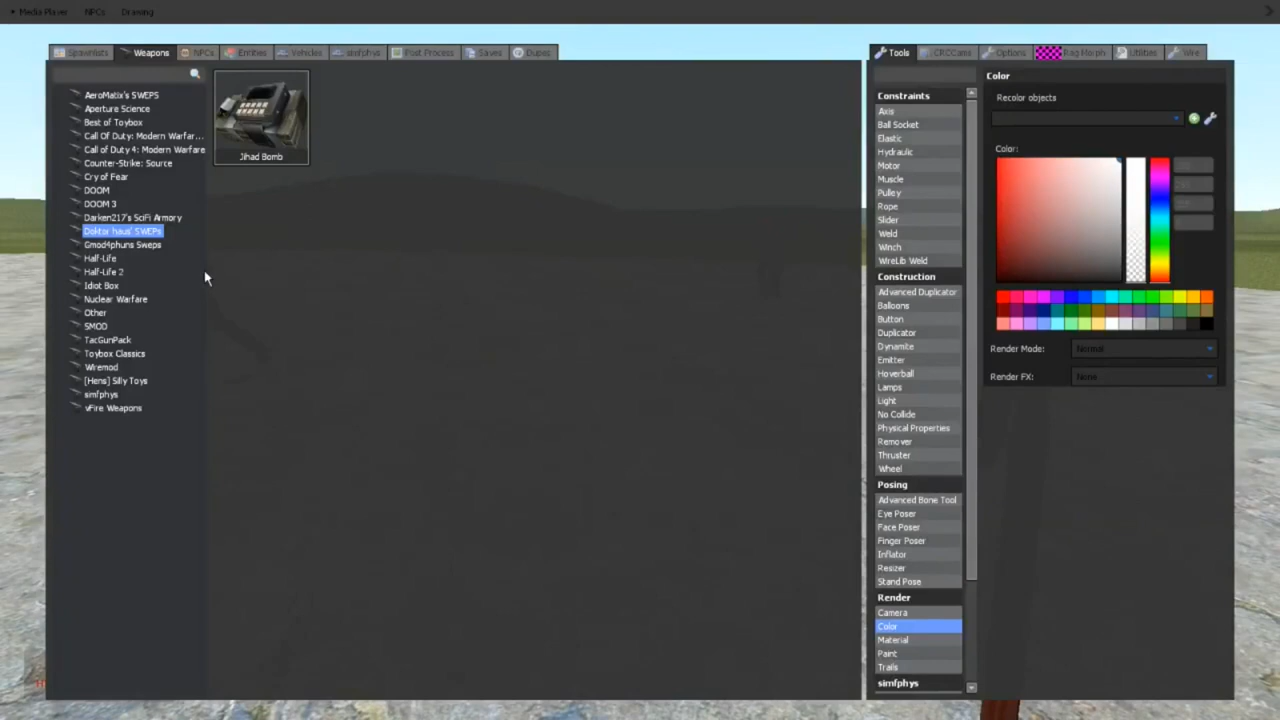 • Media Player NPCs Drawing
Spawnlists Weapons NPCs Entities Vehicles simfphys Post Process Saves Dupes
Tools CRCCams Options Rag Morph Utilities Wire
AeroMatix's SWEPS
Aperture Science
Best of Toybox
Call Of Duty: Modern Warfar...
Call of Duty 4: Modern Warfare
Counter-Strike: Source
Cry of Fear
DOOM
DOOM 3
Darken217's SciFi Armory
Doktor haus' SWEPs
Gmod4phuns Sweps
Half-Life
Half-Life 2
Idiot Box
Nuclear Warfare
Other
SMOD
TacGunPack
Toybox Classics
Wiremod
[Hens] Silly Toys
simfphys
vFire Weapons
Jihad Bomb
Constraints
Axis
Ball Socket
Elastic
Hydraulic
Motor
Muscle
Pulley
Rope
Slider
Weld
Winch
WireLib Weld
Construction
Advanced Duplicator
Balloons
Button
Duplicator
Dynamite
Emitter
Hoverball
Lamps
Light
No Collide
Physical Properties
Remover
Thruster
Wheel
Posing
Advanced Bone Tool
Eye Poser
Face Poser
Finger Poser
Inflator
Resizer
Stand Pose
Render
Camera
Color
Material
Paint
Trails
simfphys
Color
Recolor objects
Color:
Render Mode: Normal
Render FX: None